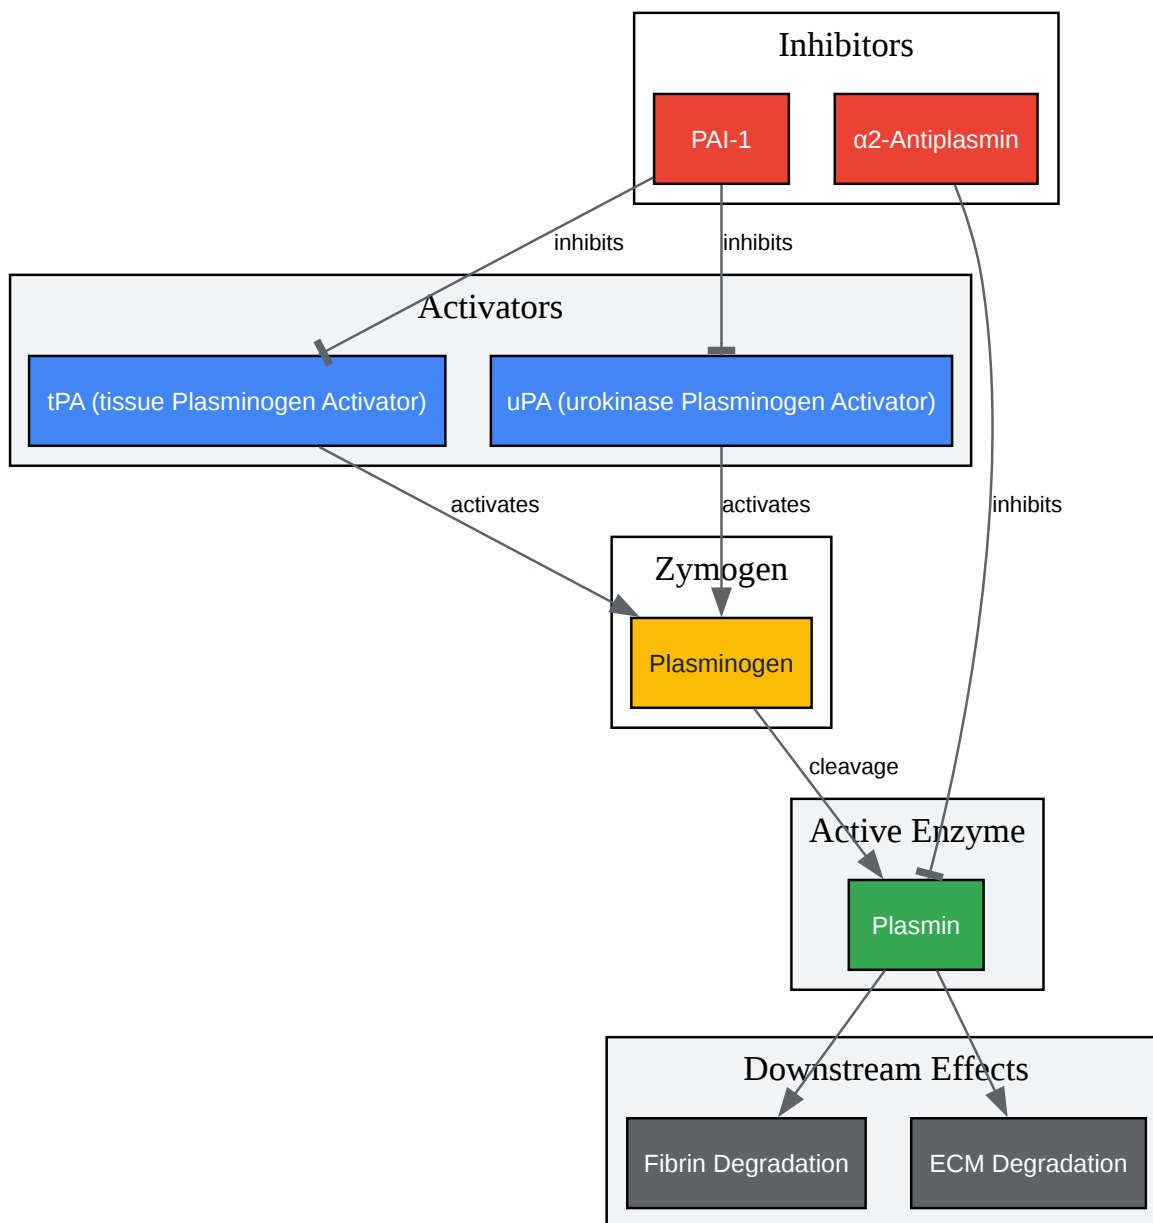 Inhibitors
PAI-1
α2-Antiplasmin
inhibits
inhibits
Activators
tPA (tissue Plasminogen Activator)
uPA (urokinase Plasminogen Activator)
activates
activates
inhibits
Zymogen
Plasminogen
cleavage
Active Enzyme
Plasmin
Downstream Effects
Fibrin Degradation
ECM Degradation